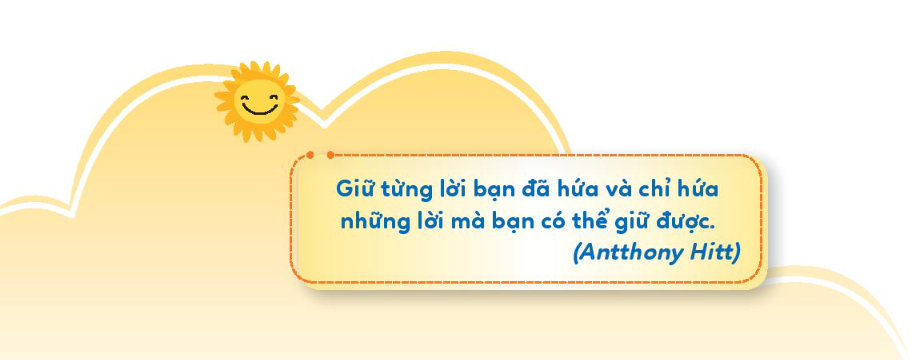 Giữ từng lời bạn đã hứa và chỉ hứa
những lời mà bạn có thể giữ được.
(Antthony Hitt)